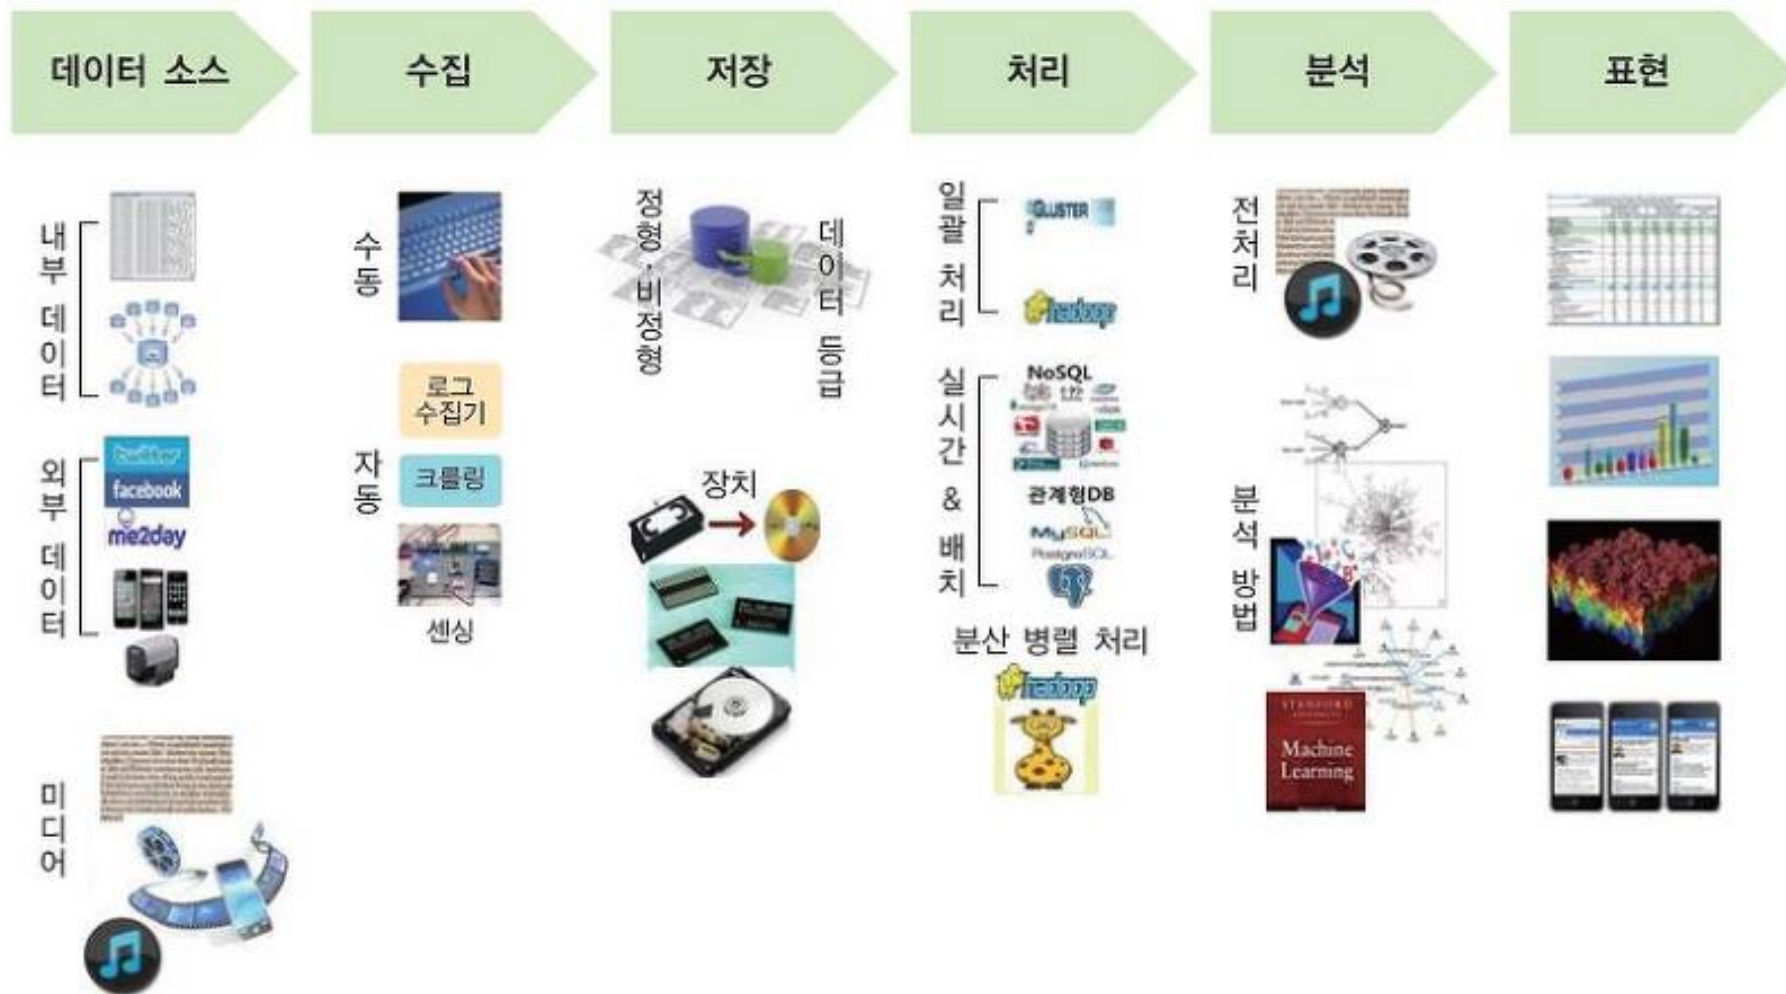 데이터 소스
수집
저장
처리
분석
표현
내부 데이터
외부 데이터
twitter
facebook
me2day
미디어
수동
자동
로그
수집기
크롤링
센싱
정형·비정형
데이터 등급
장치
일괄 처리
GLUSTER
hadoop
실시간 & 배치
NoSQL
관계형DB
MySQL
PostgreSQL
분산 병렬 처리
hadoop
전처리
분석 방법
STANFORD
Machine
Learning